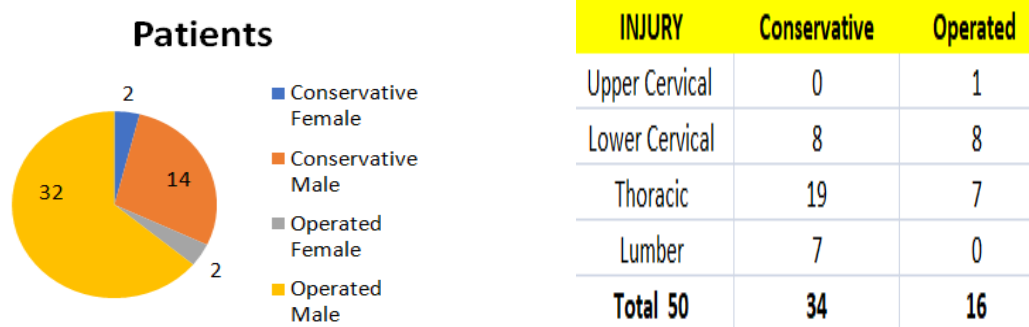 Patients
2
14
2
32
Conservative
Female
Conservative
Male
Operated
Female
Operated
Male
INJURY Conservative Operated
Upper Cervical 0 1
Lower Cervical 8 8
Thoracic 19 7
Lumber 7 0
Total 50 34 16